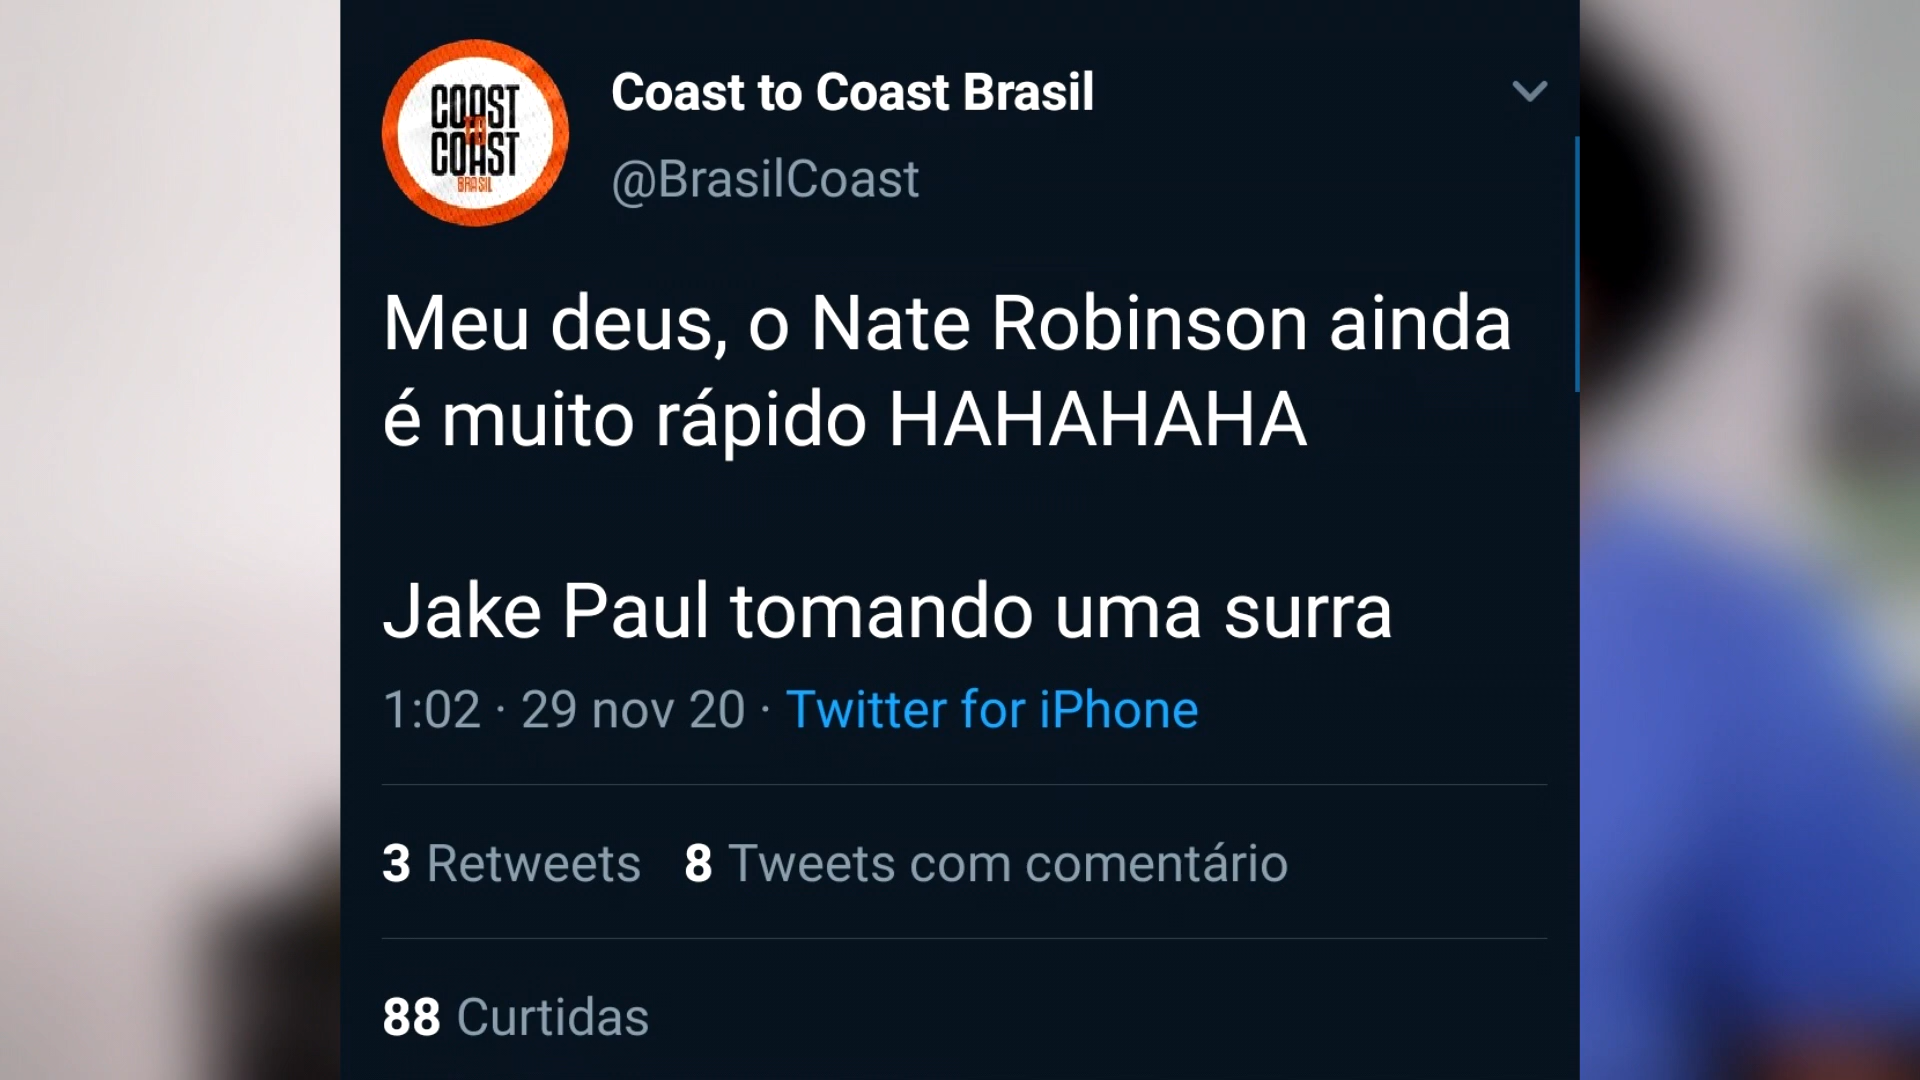 COAST
TO
COAST
BRASIL
Coast to Coast Brasil
@BrasilCoast
Meu deus, o Nate Robinson ainda
é muito rápido HAHAHAHA
Jake Paul tomando uma surra
1:02 · 29 nov 20 · Twitter for iPhone
3 Retweets 8 Tweets com comentário
88 Curtidas